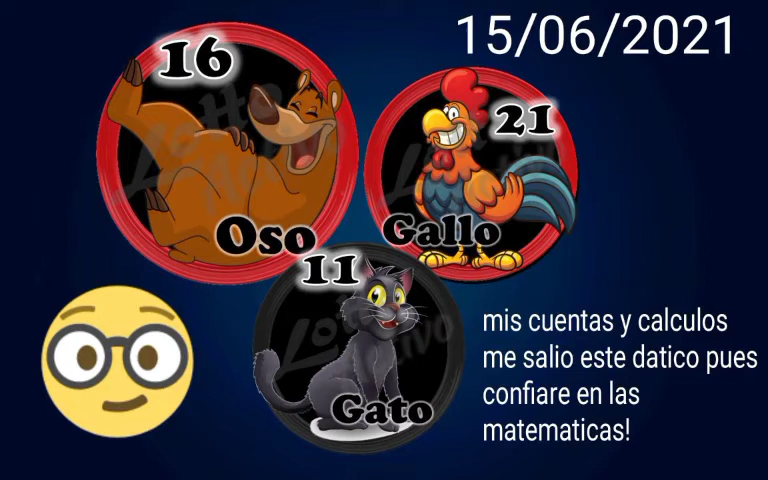 15/06/2021
16
Oso
21
Gallo
11
Gato
mis cuentas y calculos
me salio este datico pues
confiare en las
matematicas!